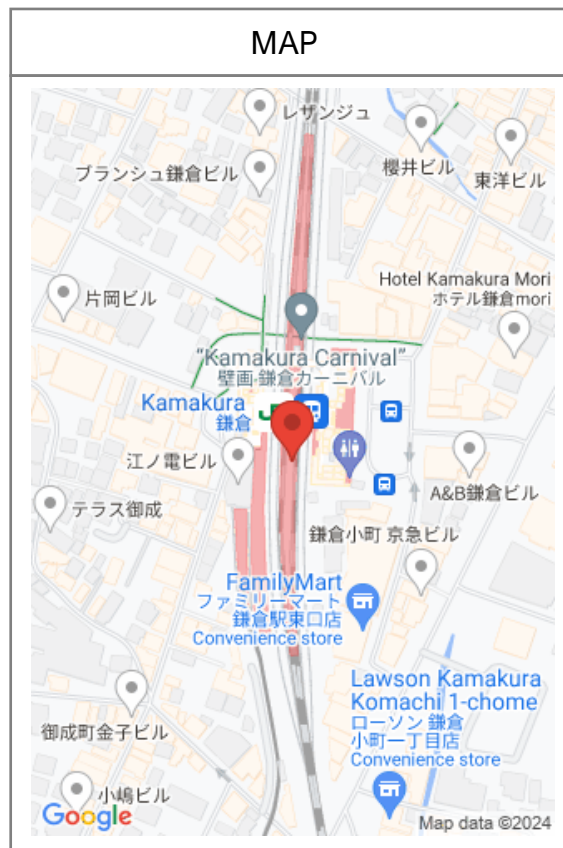 MAP
レザンジュ
櫻井ビル
ブランシュ鎌倉ビル
東洋ビル
Hotel Kamakura Mori
ホテル鎌倉mori
片岡ビル
“Kamakura Carnival”
壁画 鎌倉カーニバル
Kamakura
鎌倉
江ノ電ビル
A&B鎌倉ビル
テラス御成
鎌倉小町 京急ビル
FamilyMart
ファミリーマート
鎌倉駅東口店
Convenience store
Lawson Kamakura
Komachi 1-chome
ローソン 鎌倉
小町一丁目店
Convenience store
御成町金子ビル
小嶋ビル
Google
Map data ©2024